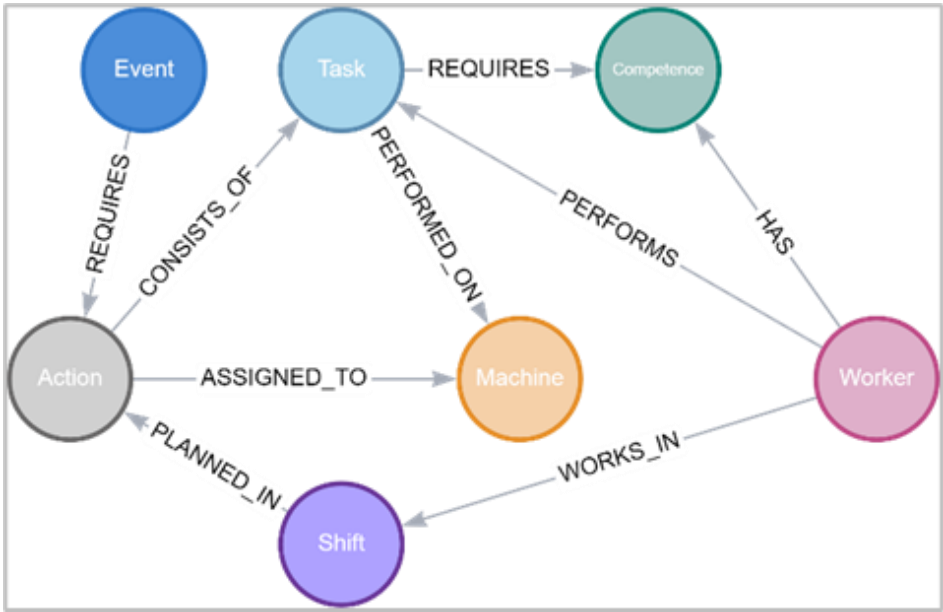 Event
Task
REQUIRES
Competence
REQUIRES
CONSISTS_OF
PERFORMED_ON
PERFORMS
HAS
Action
ASSIGNED_TO
Machine
Worker
PLANNED_IN
WORKS_IN
Shift